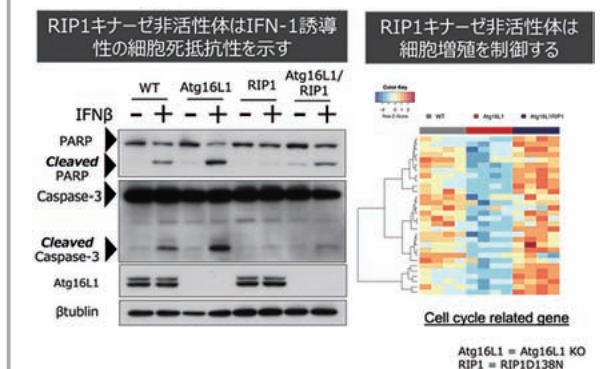 RIP1キナーゼ非活性体はIFN-1誘導
性の細胞死抵抗性を示す
WT Atg16L1 RIP1 Atg16L1/
RIP1
IFNβ - + - + - + - +
PARP
Cleaved
PARP
Caspase-3
Cleaved
Caspase-3
Atg16L1
βtublin
RIP1キナーゼ非活性体は
細胞増殖を制御する
Color Key
Row Z-Score
WT Atg16L1 Atg16L1/RIP1
Cell cycle related gene
Atg16L1 = Atg16L1 KO
RIP1 = RIP1D138N